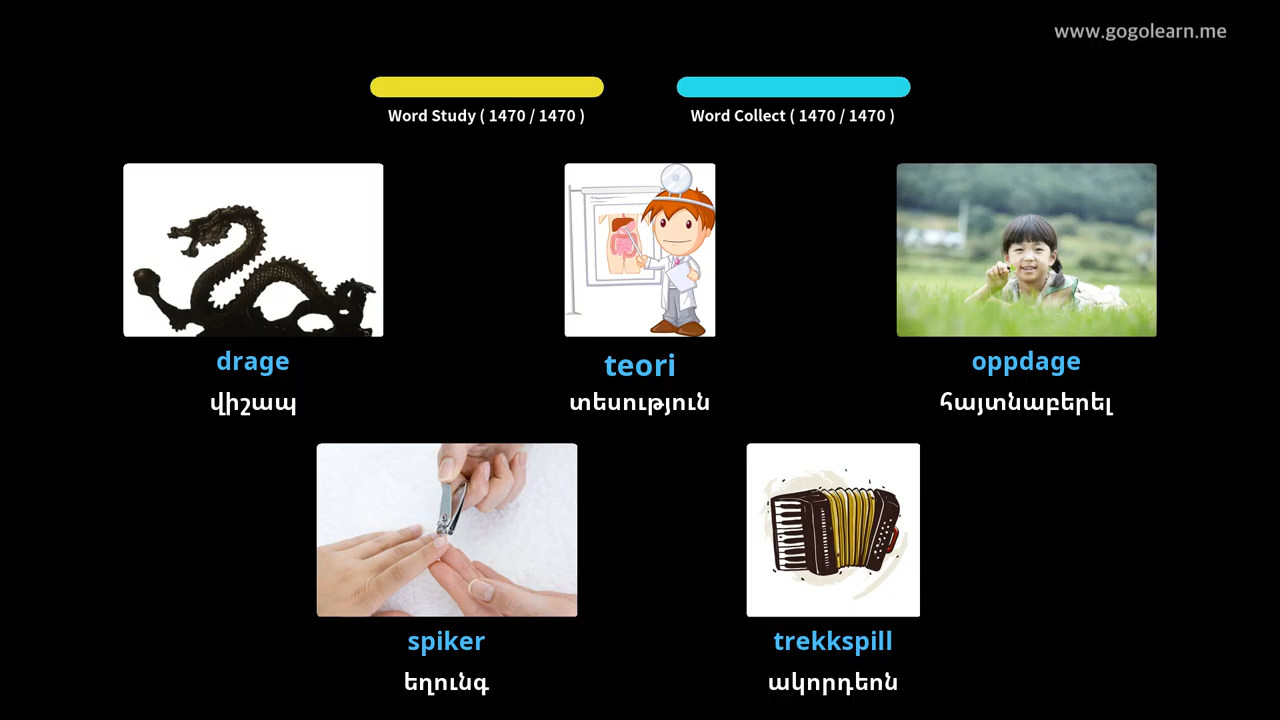 www.gogolearn.me
Word Study ( 1470 / 1470 )
Word Collect ( 1470 / 1470 )
drage
teori
oppdage
վիշապ
տեսություն
հայտնաբերել
spiker
trekkspill
եղունգ
ակորդեոն